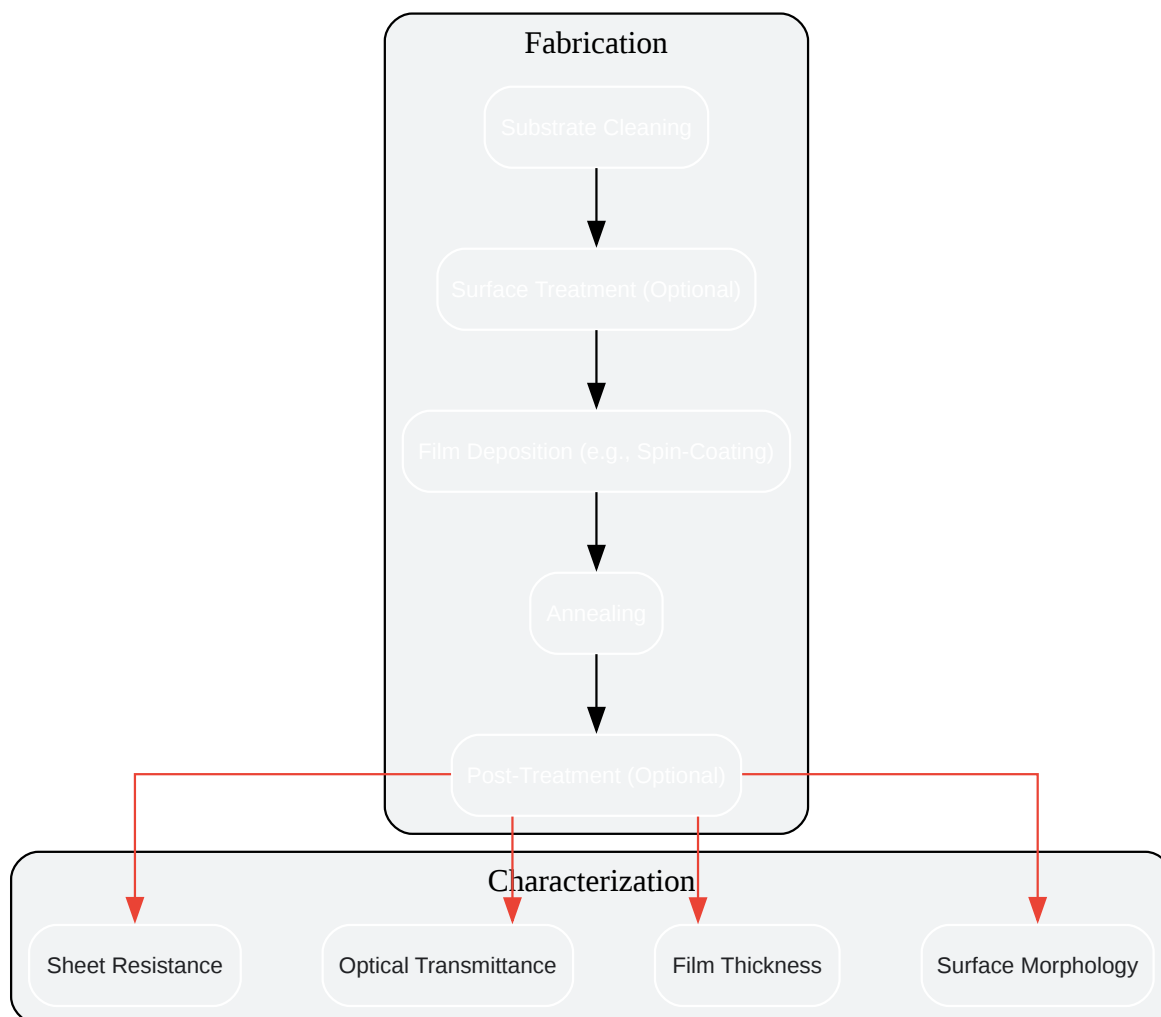 Fabrication
Substrate Cleaning
Surface Treatment (Optional)
Film Deposition (e.g., Spin-Coating)
Annealing
Post-Treatment (Optional)
Characterization
Sheet Resistance
Optical Transmittance
Film Thickness
Surface Morphology